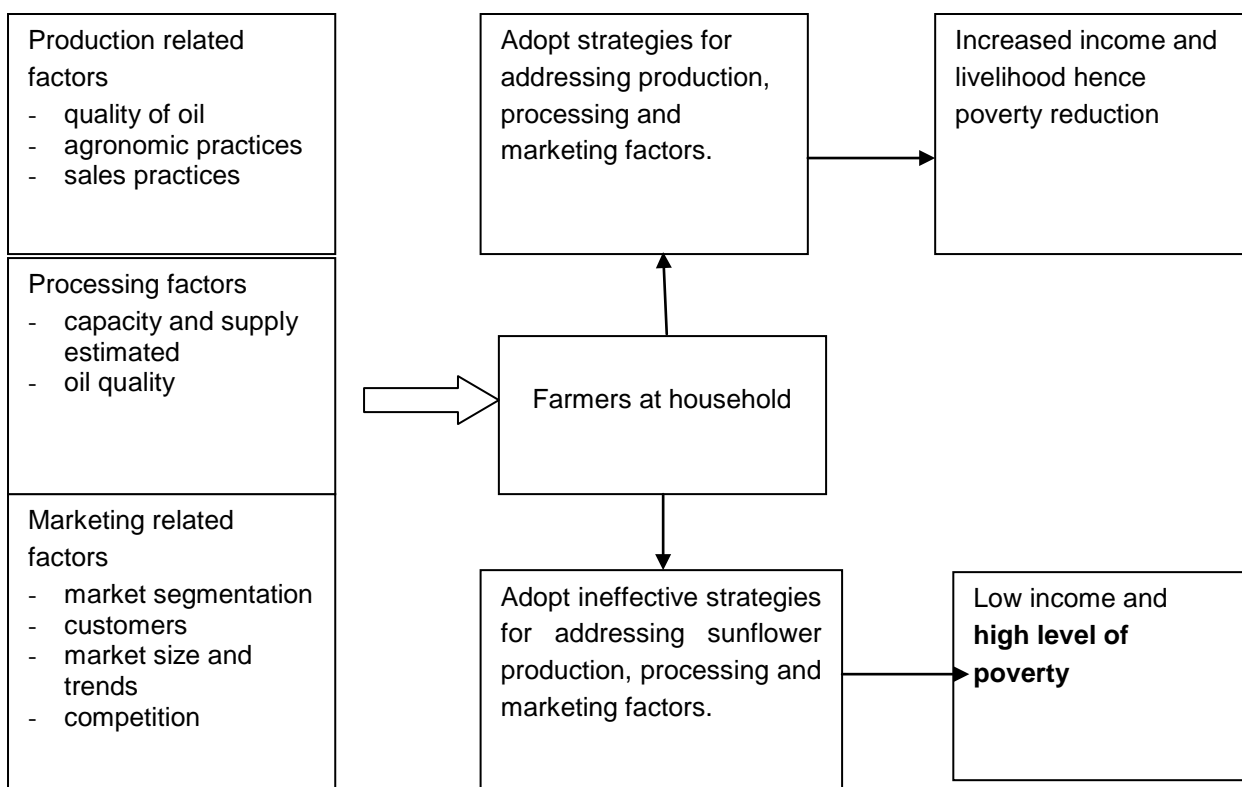 Production related
factors
- quality of oil
- agronomic practices
- sales practices
Processing factors
- capacity and supply
estimated
- oil quality
Marketing related
factors
- market segmentation
- customers
- market size and
trends
- competition
Adopt strategies for
addressing production,
processing and
marketing factors.
Farmers at household
Adopt ineffective strategies
for addressing sunflower
production, processing and
marketing factors.
Increased income and
livelihood hence
poverty reduction
Low income and
high level of
poverty